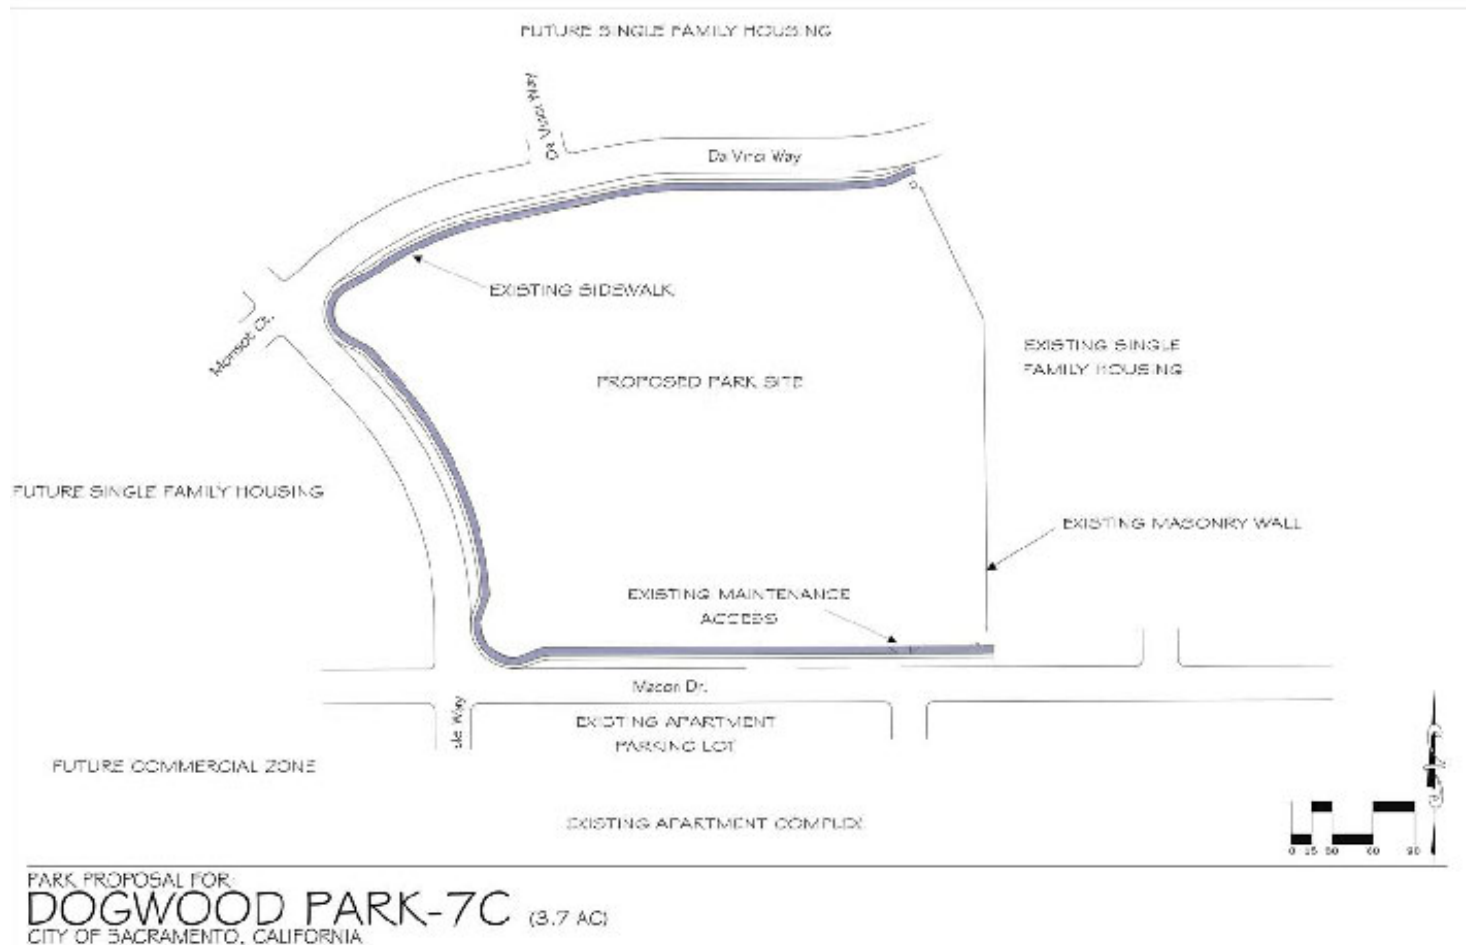 FUTURE SINGLE FAMILY HOUSING
Da Vinci Way
Da Vinci Way
EXISTING SIDEWALK
Monsot Ct.
EXISTING SINGLE
FAMILY HOUSING
PROPOSED PARK SITE
FUTURE SINGLE FAMILY HOUSING
EXISTING MASONRY WALL
EXISTING MAINTENANCE
ACCESS
Macon Dr.
Way
EXISTING APARTMENT
PARKING LOT
FUTURE COMMERCIAL ZONE
EXISTING APARTMENT COMPLEX
0 15 30 60 90
PARK PROPOSAL FOR:
DOGWOOD PARK-7C (3.7 AC)
CITY OF SACRAMENTO, CALIFORNIA